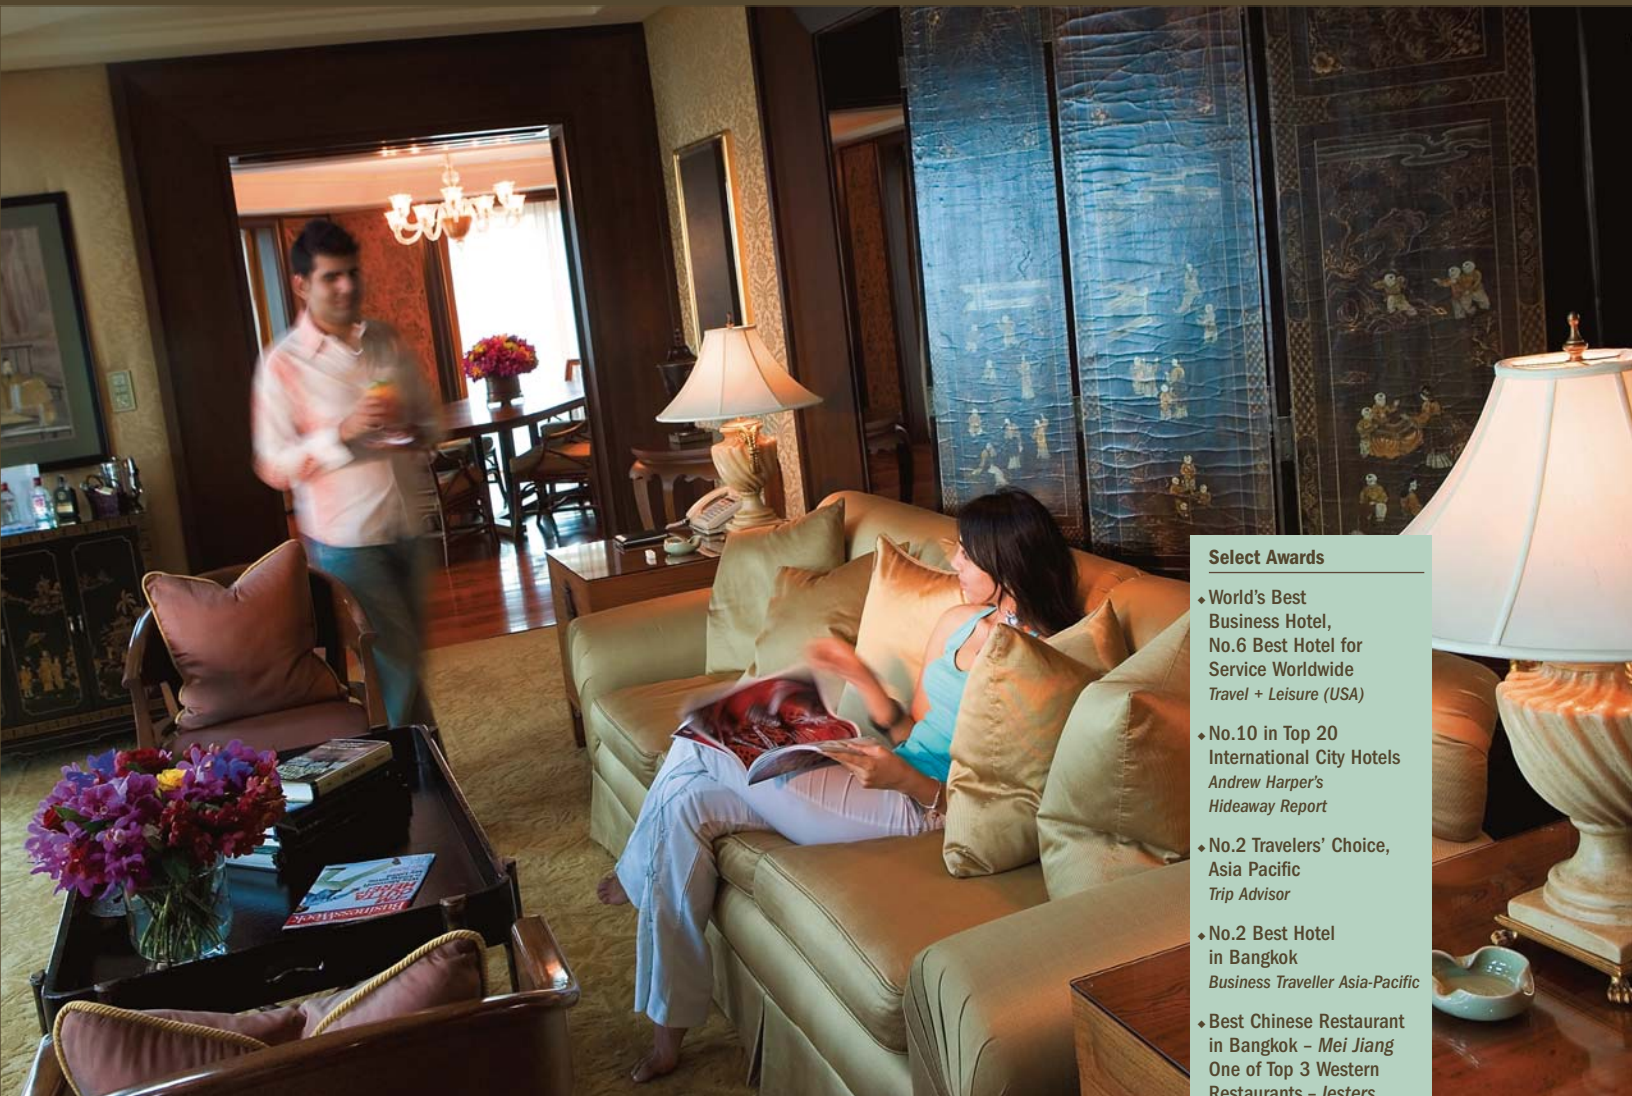 Select Awards
◆ World's Best
Business Hotel,
No.6 Best Hotel for
Service Worldwide
Travel + Leisure (USA)
◆ No.10 in Top 20
International City Hotels
Andrew Harper's
Hideaway Report
◆ No.2 Travelers' Choice,
Asia Pacific
Trip Advisor
◆ No.2 Best Hotel
in Bangkok
Business Traveller Asia-Pacific
◆ Best Chinese Restaurant
in Bangkok – Mei Jiang
One of Top 3 Western
Restaurants – Jesters
BusinessWeek